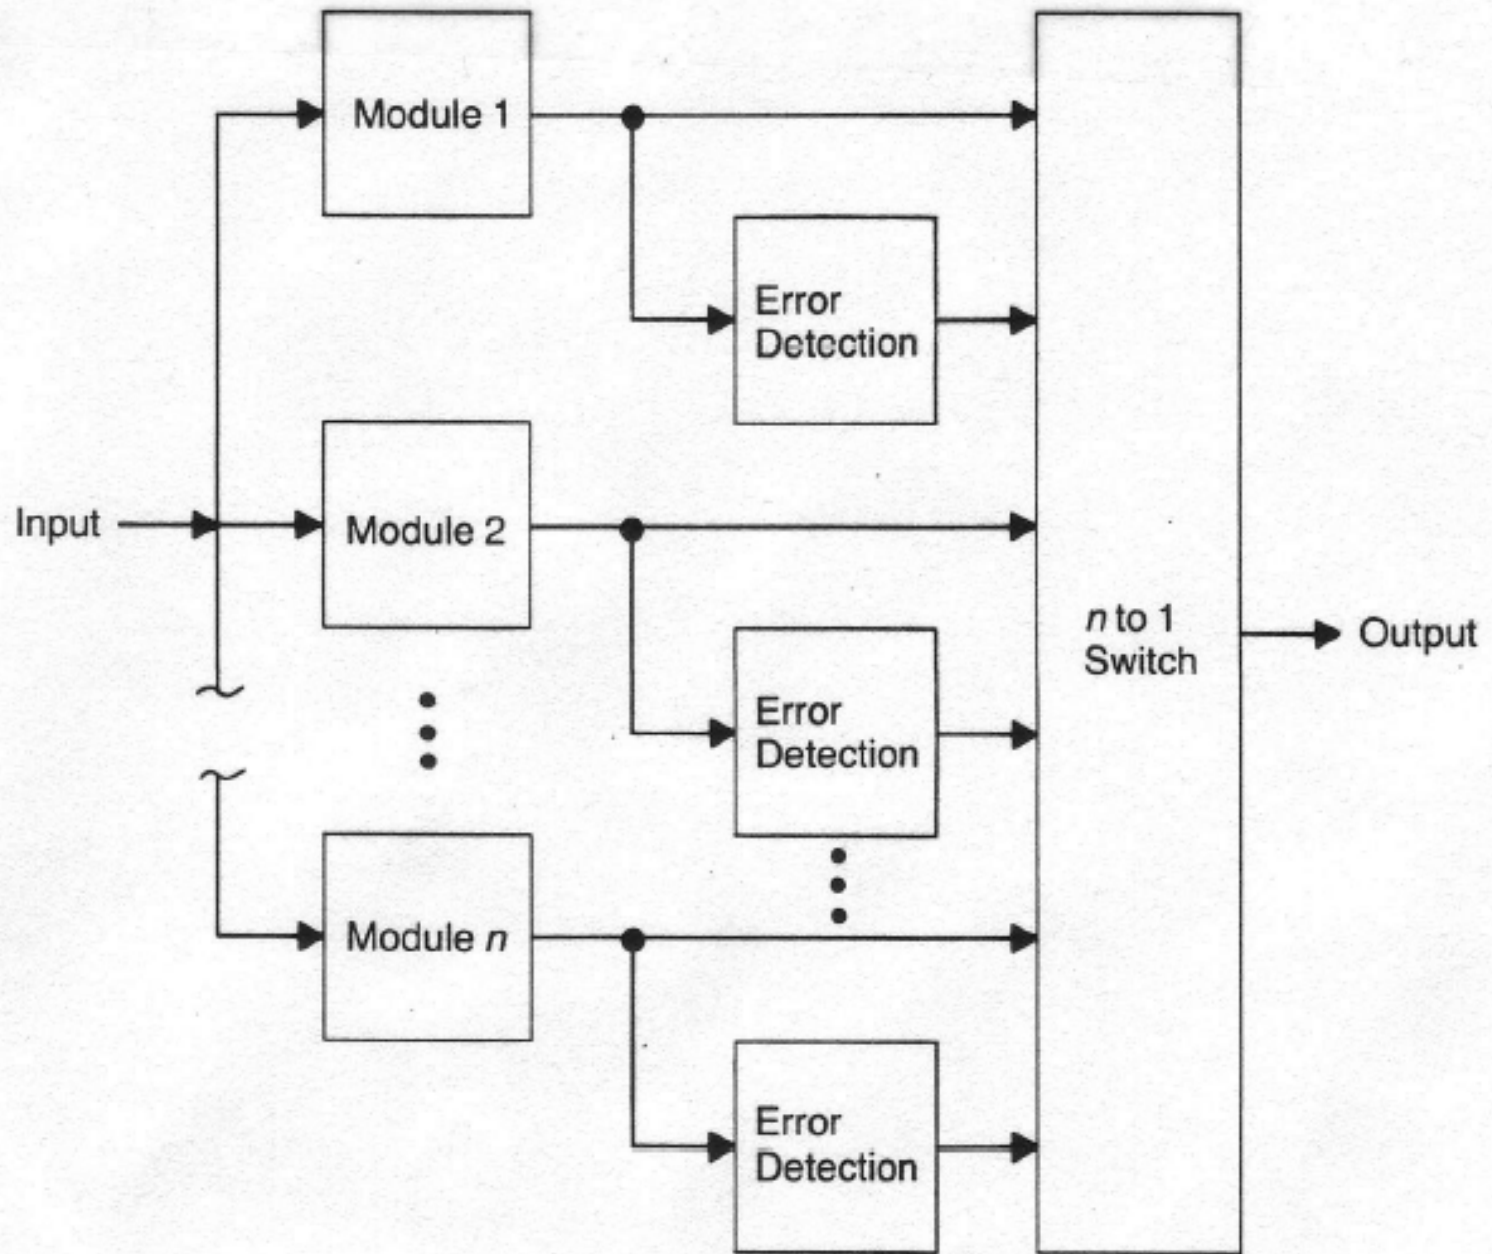 Module 1
Error
Detection
Input
Module 2
n to 1
Switch
Output
Error
Detection
Module n
Error
Detection